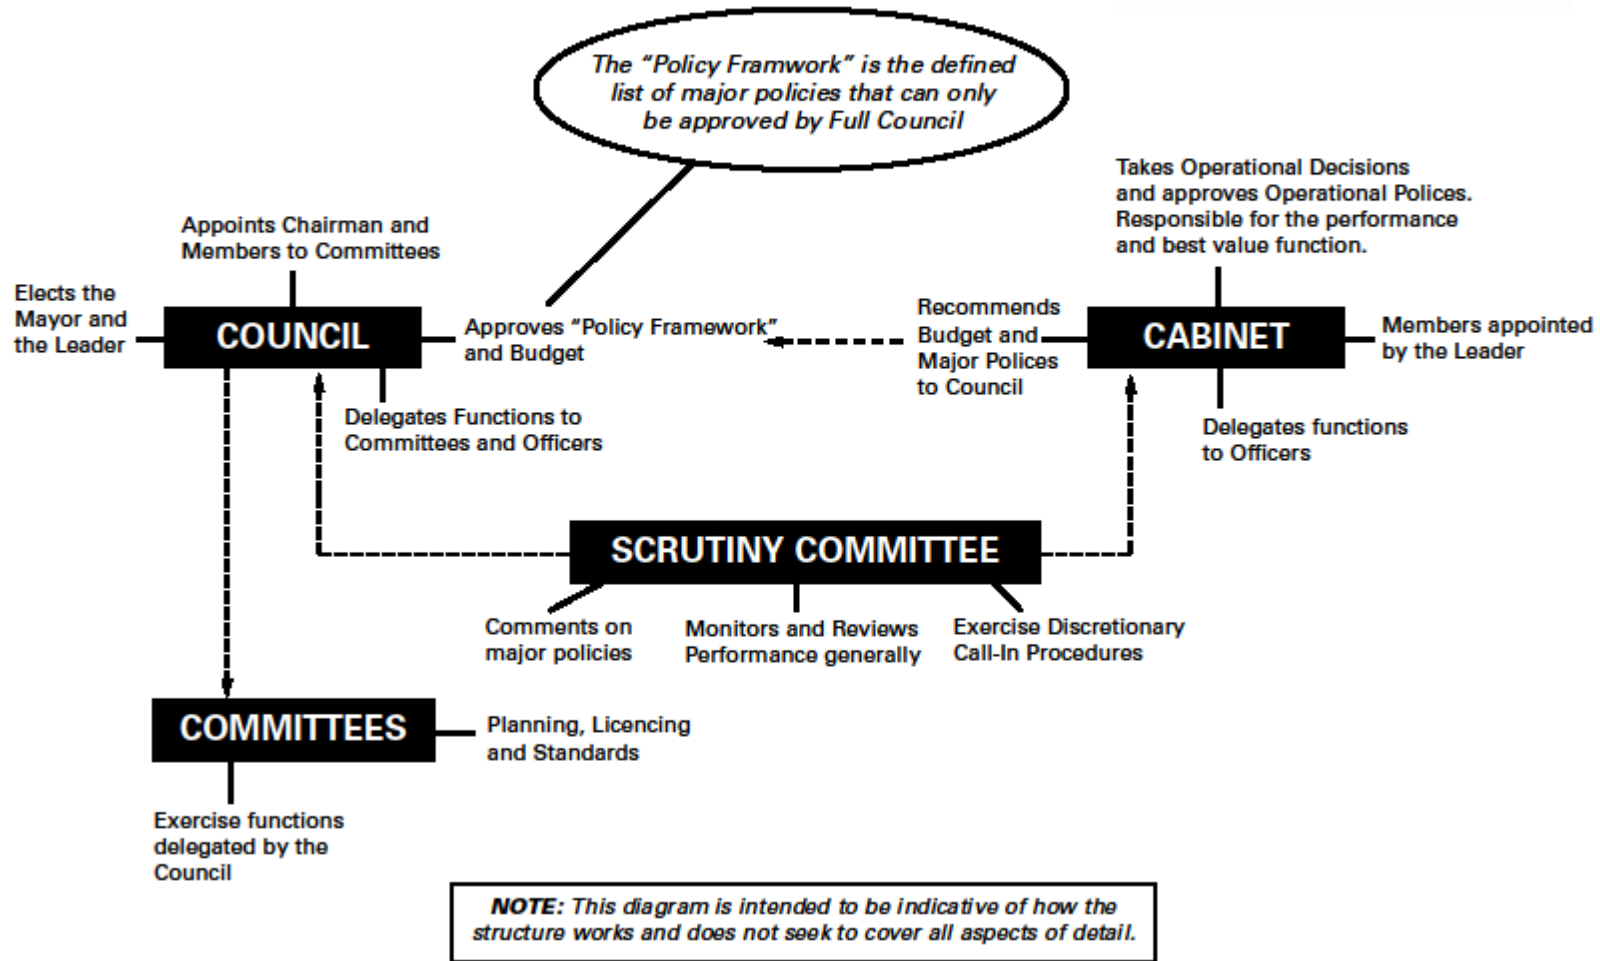 The “Policy Framwork” is the defined
list of major policies that can only
be approved by Full Council
Takes Operational Decisions
and approves Operational Polices.
Responsible for the performance
and best value function.
Appoints Chairman and
Members to Committees
Elects the
Mayor and
the Leader
COUNCIL
Approves “Policy Framework”
and Budget
Recommends
Budget and
Major Polices
to Council
CABINET
Members appointed
by the Leader
Delegates Functions to
Committees and Officers
Delegates functions
to Officers
SCRUTINY COMMITTEE
Comments on
major policies
Monitors and Reviews
Performance generally
Exercise Discretionary
Call-In Procedures
COMMITTEES
Planning, Licencing
and Standards
Exercise functions
delegated by the
Council
NOTE: This diagram is intended to be indicative of how the
structure works and does not seek to cover all aspects of detail.